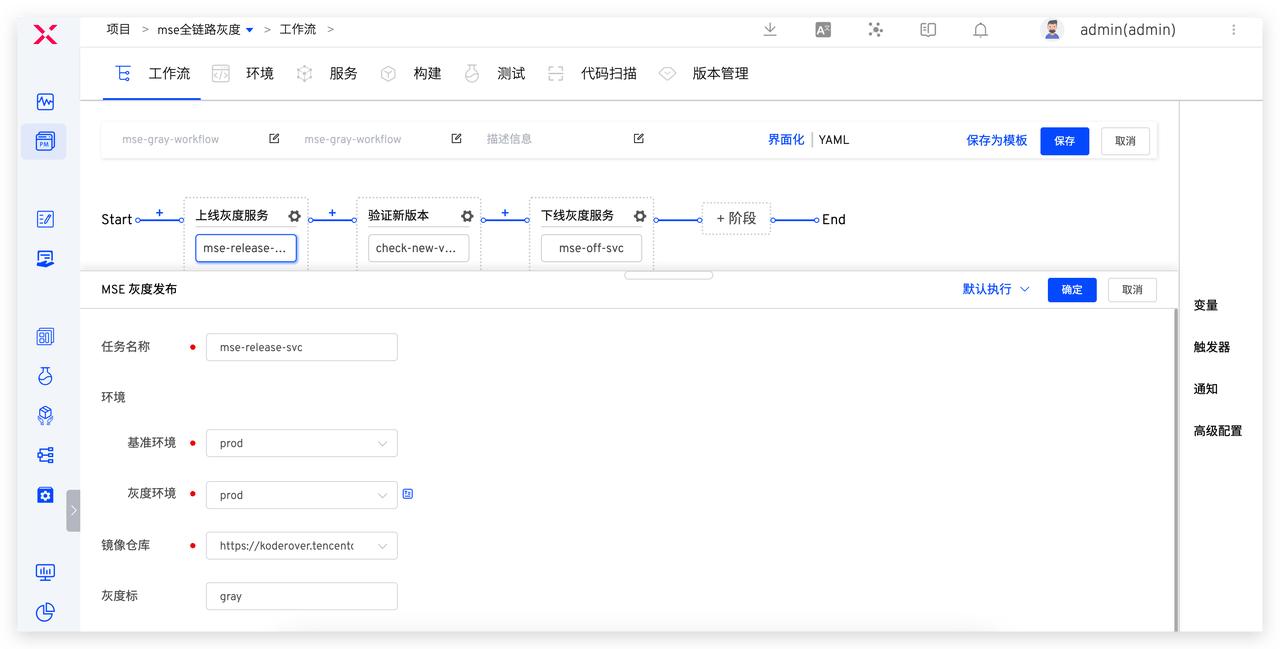 项目 > mse全链路灰度 > 工作流 >
admin(admin)
工作流 环境 服务 构建 测试 代码扫描 版本管理
mse-gray-workflow mse-gray-workflow 描述信息 界面化 | YAML 保存为模板 保存 取消
Start + 上线灰度服务 + 验证新版本 + 下线灰度服务 + 阶段 End
mse-release-... check-new-v... mse-off-svc
MSE 灰度发布 默认执行 确定 取消
变量
触发器
通知
高级配置
任务名称 mse-release-svc
环境
基准环境 prod
灰度环境 prod
镜像仓库 https://koderover.tencentc
灰度标 gray
PM